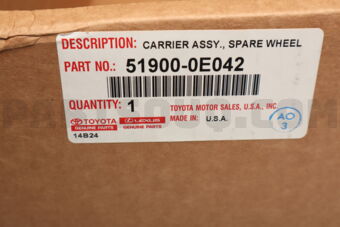 DESCRIPTION: CARRIER ASSY., SPARE WHEEL
PART NO.: 51900-0E042
QUANTITY: 1 TOYOTA MOTOR SALES, U.S.A., INC.
TOYOTA LEXUS MADE IN: U.S.A.
GENUINE PARTS GENUINE PARTS
14B24
AO
3